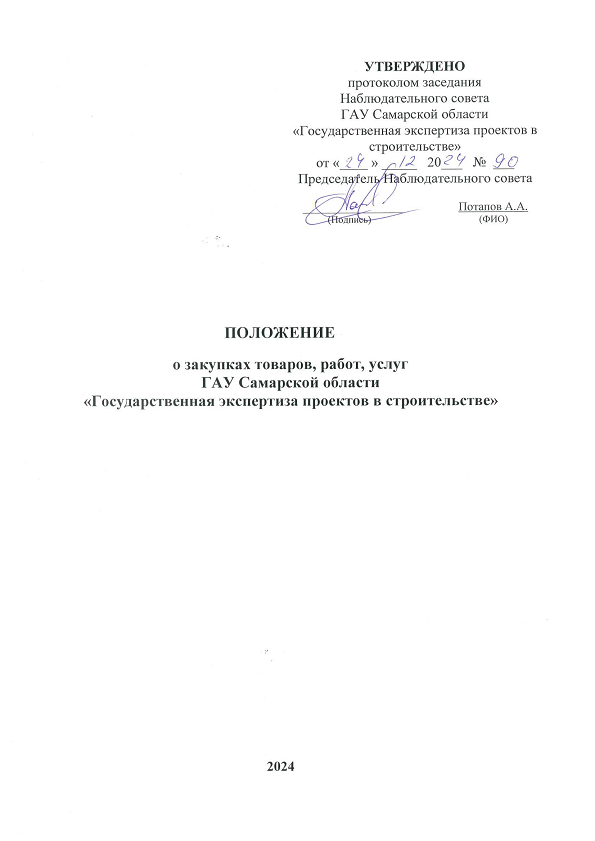 УТВЕРЖДЕНО
протоколом заседания
Наблюдательного совета
ГАУ Самарской области
«Государственная экспертиза проектов в
строительстве»
от « 24 » 12 2024 № 90
Председатель Наблюдательного совета
Потапов А.А.
(Подпись) (ФИО)
ПОЛОЖЕНИЕ
о закупках товаров, работ, услуг
ГАУ Самарской области
«Государственная экспертиза проектов в строительстве»
2024